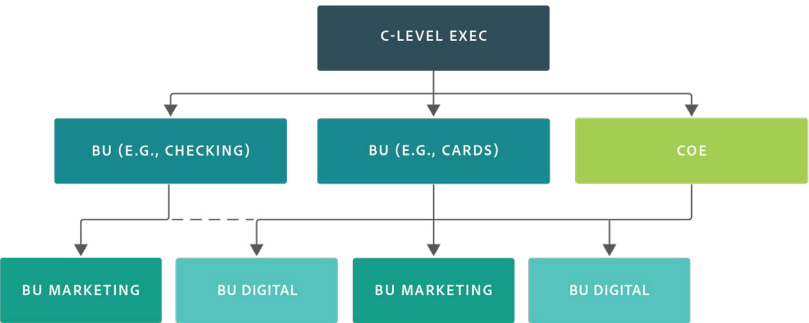 C-LEVEL EXEC
BU (E.G., CHECKING)
BU (E.G., CARDS)
COE
BU MARKETING
BU DIGITAL
BU MARKETING
BU DIGITAL